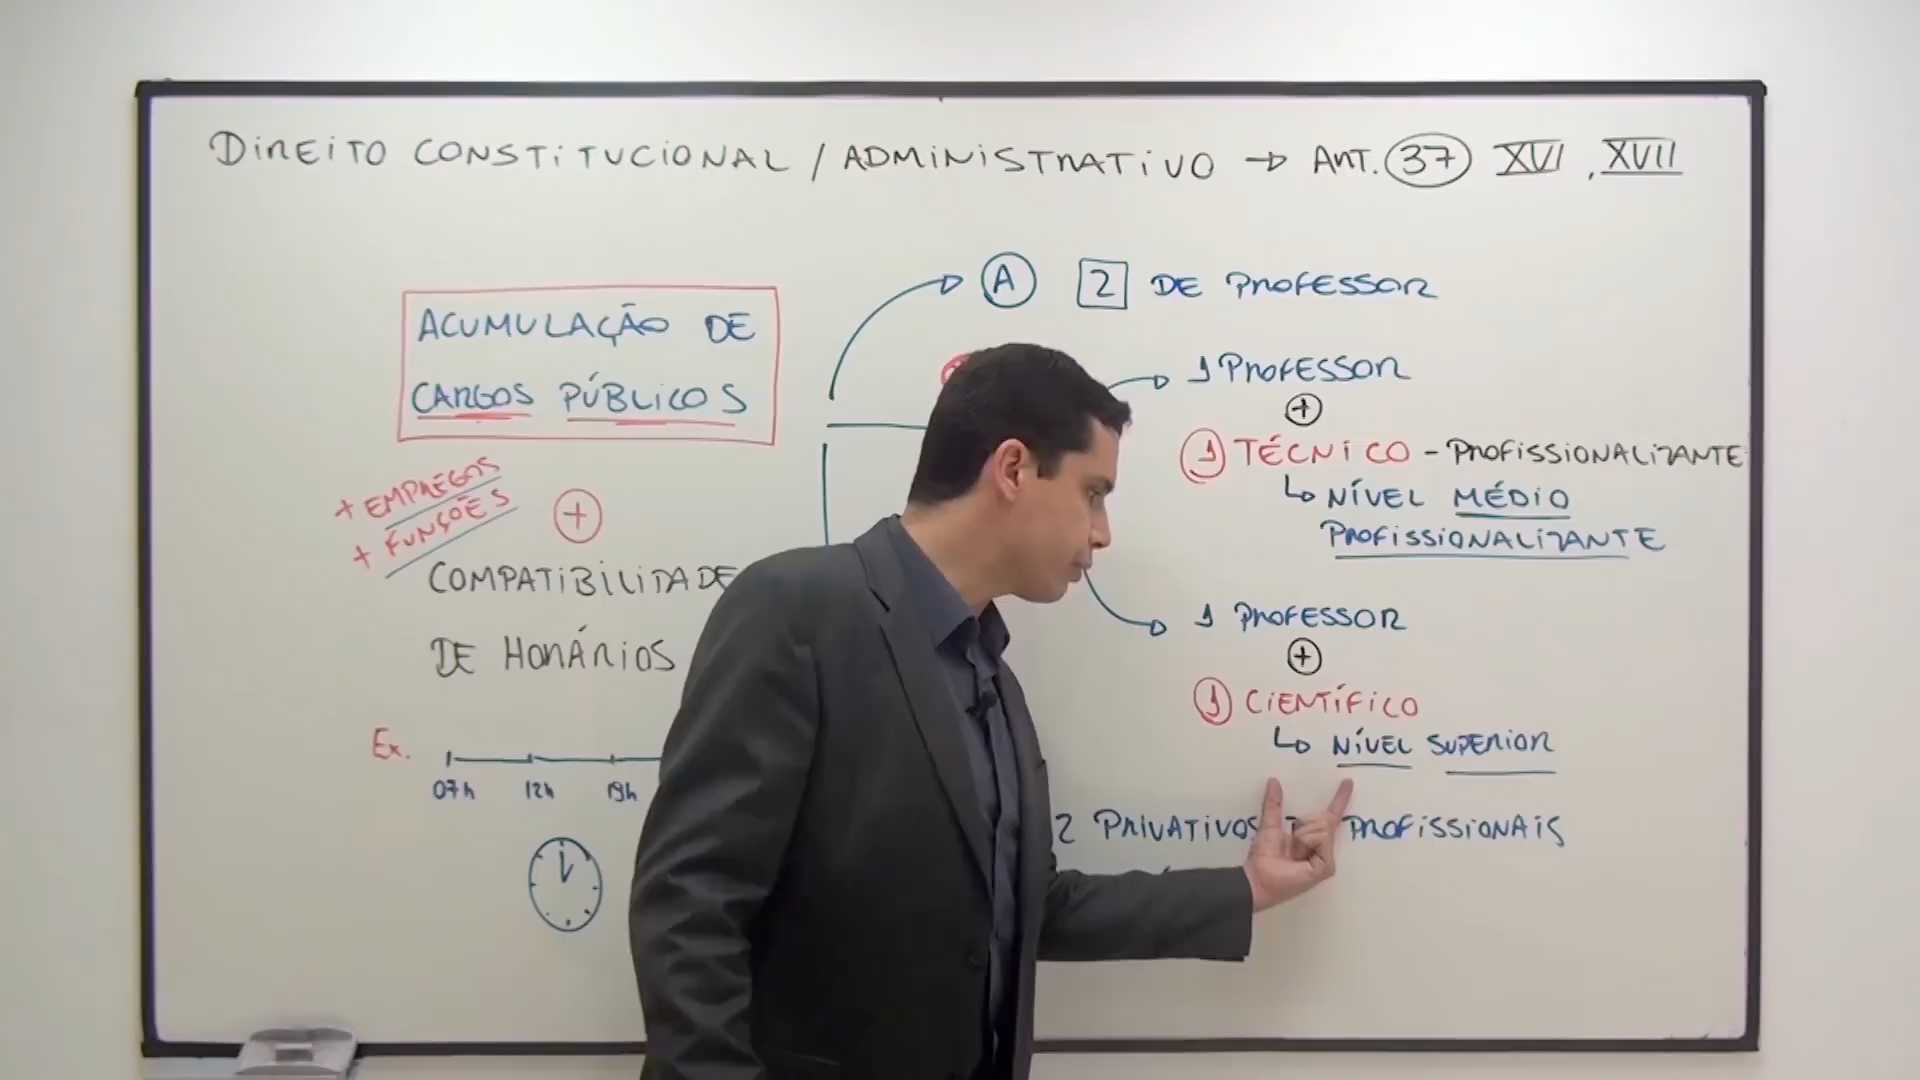 DIREITO CONSTITUCIONAL / ADMINISTRATIVO → ART. 37 XVI, XVII
ACUMULAÇÃO DE
CARGOS PÚBLICOS
+ EMPREGOS
+ FUNÇÕES
+
COMPATIBILIDADE
DE HORÁRIOS
Ex.
07h 12h 19h
A 2 DE PROFESSOR
1 PROFESSOR
+
1 TÉCNICO - PROFISSIONALIZANTE
↳ NÍVEL MÉDIO
PROFISSIONALIZANTE
1 PROFESSOR
+
1 CIENTÍFICO
↳ NÍVEL SUPERIOR
2 PRIVATIVOS PROFISSIONAIS